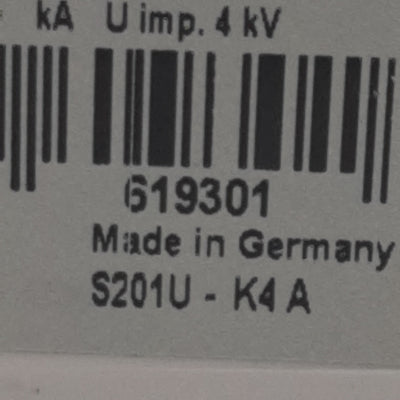 kA U imp. 4 kV
619301
Made in Germany
S201U - K4 A